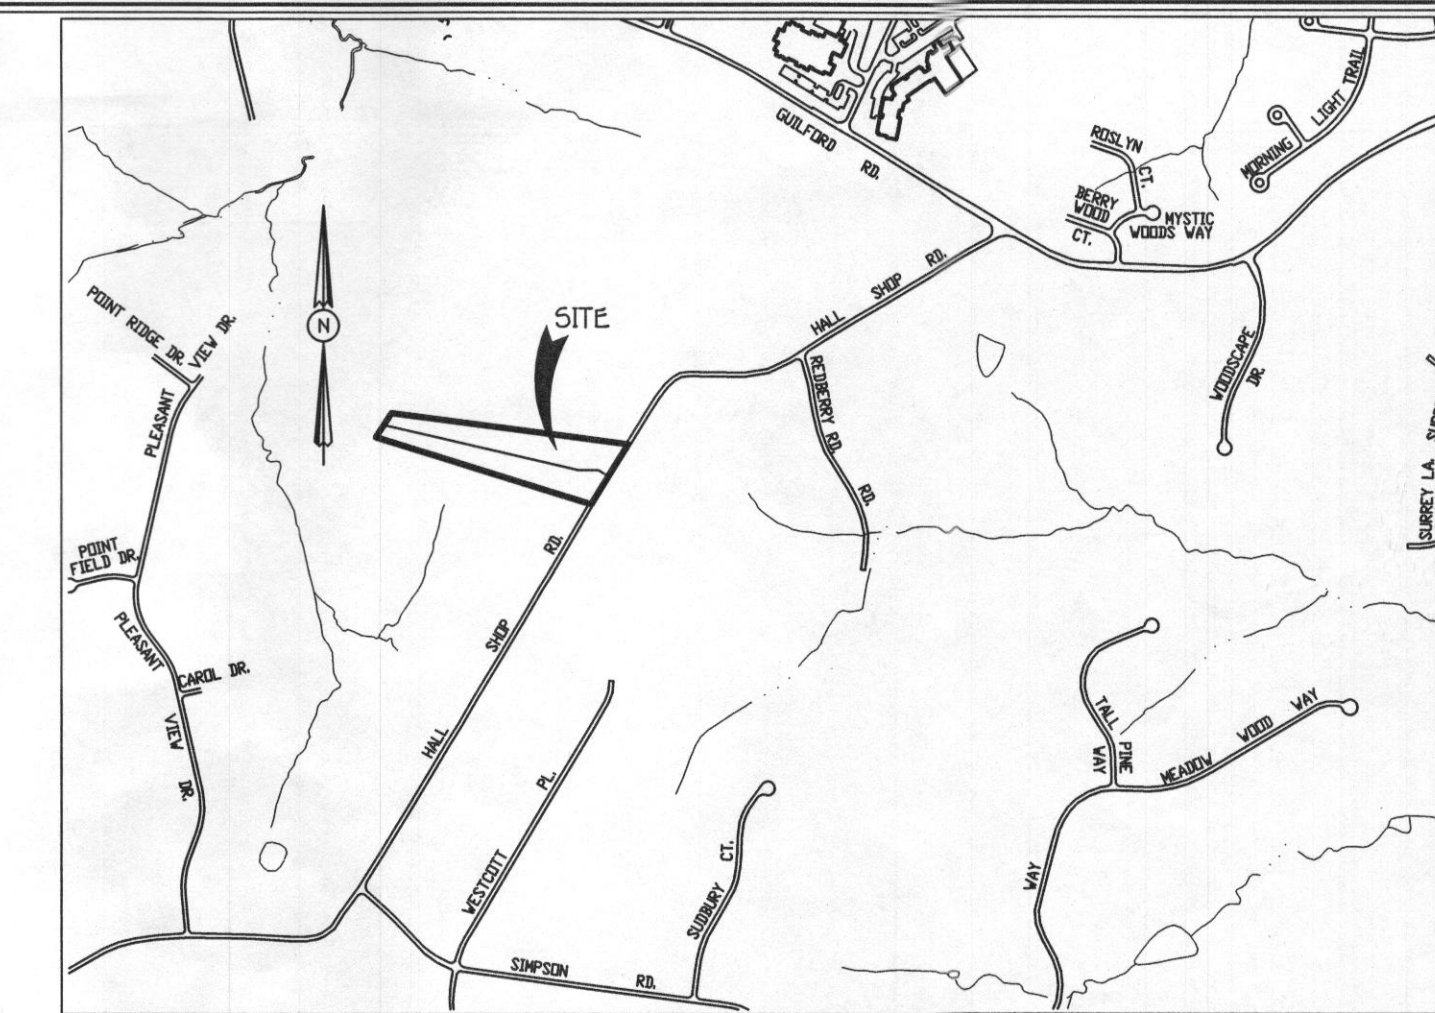 GUILFORD RD.
ROSLYN CT.
BERRY WOOD CT.
MYSTIC WOODS WAY
MORNING LIGHT TRAIL
HALL SHOP RD.
POINT RIDGE DR.
PLEASANT VIEW DR.
N
SITE
REDBERRY RD.
RD.
WOODSCAPE DR.
SURREY LA.
POINT FIELD DR.
PLEASANT VIEW DR.
CAROL DR.
HALL SHOP RD.
TALL PINE WAY
MEADOW WOOD WAY
WAY
WESTCOTT PL.
SUDBURY CT.
SIMPSON RD.